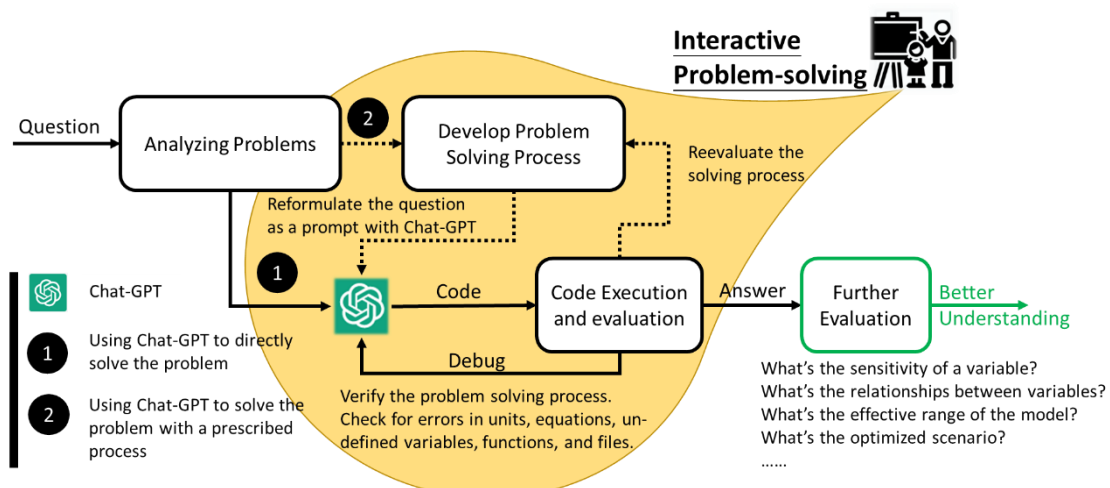 Interactive
Problem-solving
Question
Analyzing Problems
2
Develop Problem
Solving Process
Reevaluate the
solving process
Reformulate the question
as a prompt with Chat-GPT
1
Code
Code Execution
and evaluation
Answer
Further
Evaluation
Better
Understanding
Debug
Verify the problem solving process.
Check for errors in units, equations, un-
defined variables, functions, and files.
What's the sensitivity of a variable?
What's the relationships between variables?
What's the effective range of the model?
What's the optimized scenario?
......
Chat-GPT
1
Using Chat-GPT to directly
solve the problem
2
Using Chat-GPT to solve the
problem with a prescribed
process